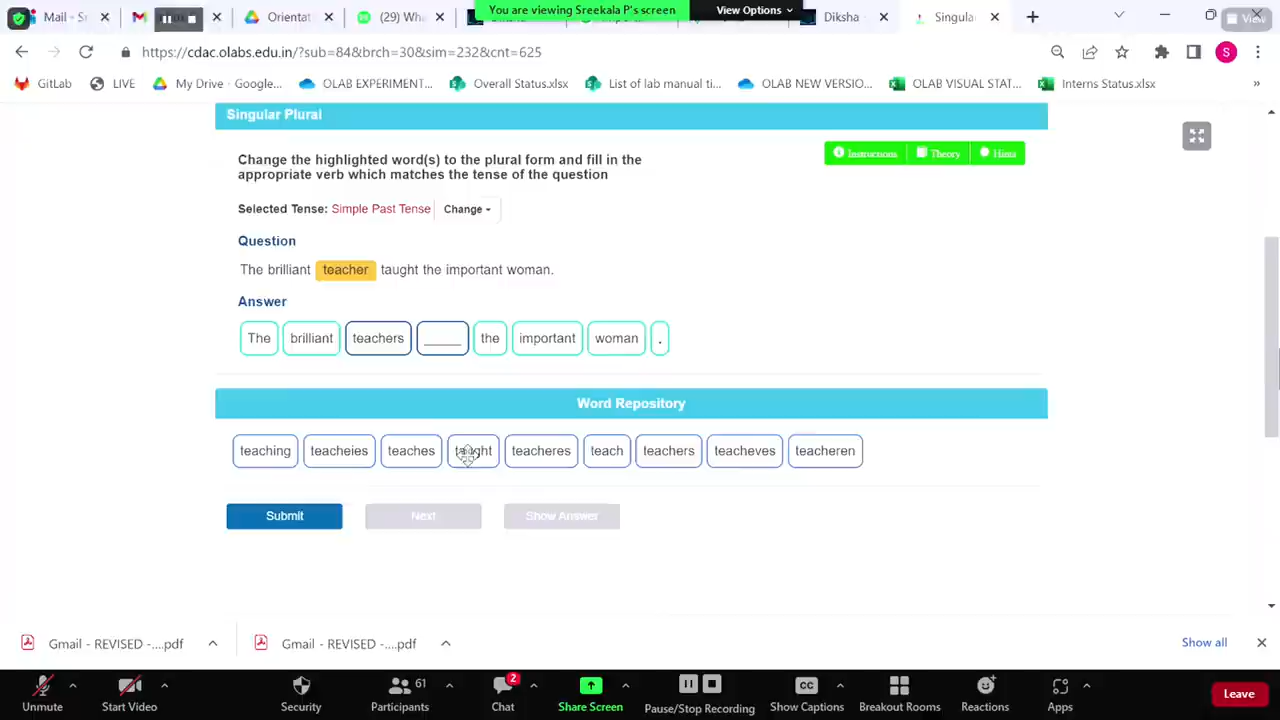 You are viewing Sreekala P's screen
View Options
Mail - S
Orientat
(29) Wh
Diksha -
Singula
View
https://cdac.olabs.edu.in/?sub=84&brch=30&sim=232&cnt=625
S
GitLab
LIVE
My Drive - Google...
OLAB EXPERIMENT...
Overall Status.xlsx
List of lab manual ti...
OLAB NEW VERSIO...
OLAB VISUAL STAT...
Interns Status.xlsx
»
Singular Plural
Change the highlighted word(s) to the plural form and fill in the
appropriate verb which matches the tense of the question
Instructions
Theory
Hints
Selected Tense: Simple Past Tense
Change
Question
The brilliant teacher taught the important woman.
Answer
The brilliant teachers _____ the important woman .
Word Repository
teaching teacheies teaches taught teacheres teach teachers teacheves teacheren
Submit
Next
Show Answer
Gmail - REVISED -....pdf
Gmail - REVISED -....pdf
Show all
61
2
CC
Unmute
Start Video
Security
Participants
Chat
Share Screen
Pause/Stop Recording
Show Captions
Breakout Rooms
Reactions
Apps
Leave